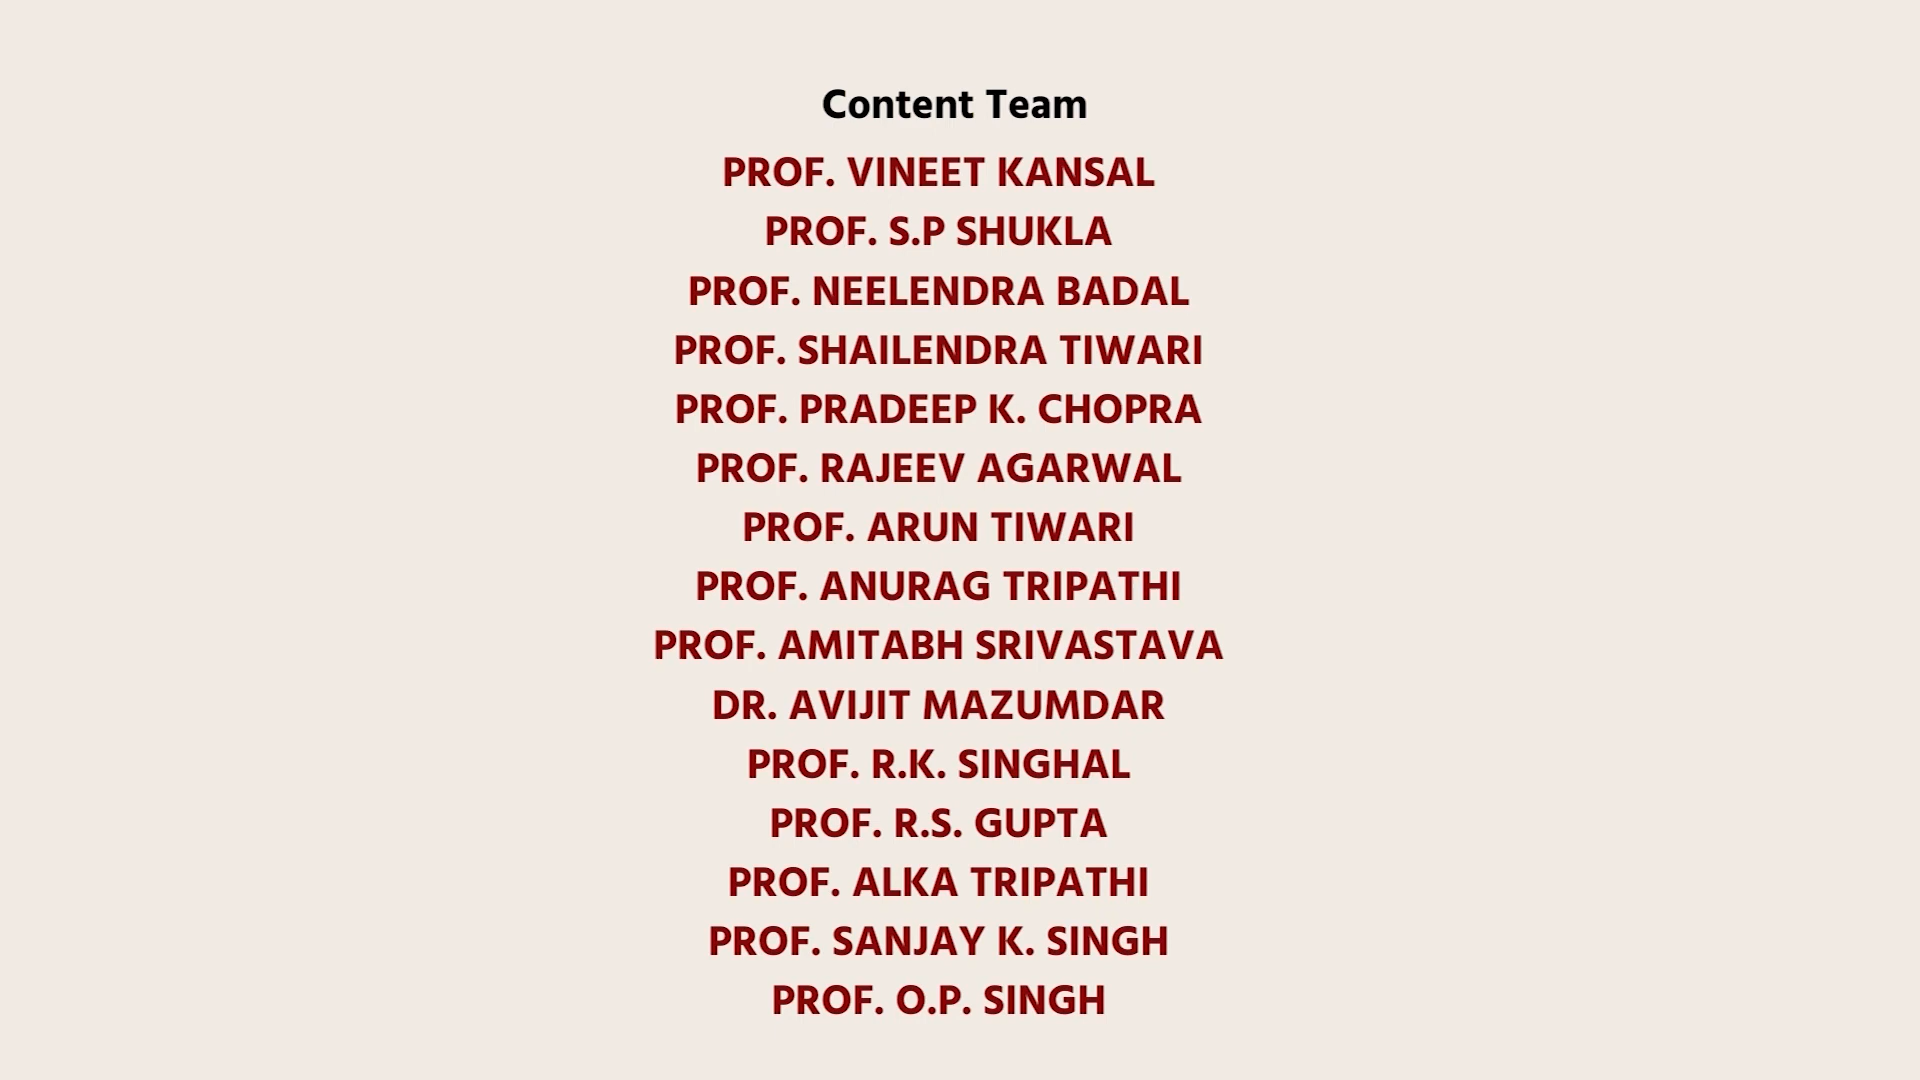 Content Team
PROF. VINEET KANSAL
PROF. S.P SHUKLA
PROF. NEELENDRA BADAL
PROF. SHAILENDRA TIWARI
PROF. PRADEEP K. CHOPRA
PROF. RAJEEV AGARWAL
PROF. ARUN TIWARI
PROF. ANURAG TRIPATHI
PROF. AMITABH SRIVASTAVA
DR. AVIJIT MAZUMDAR
PROF. R.K. SINGHAL
PROF. R.S. GUPTA
PROF. ALKA TRIPATHI
PROF. SANJAY K. SINGH
PROF. O.P. SINGH